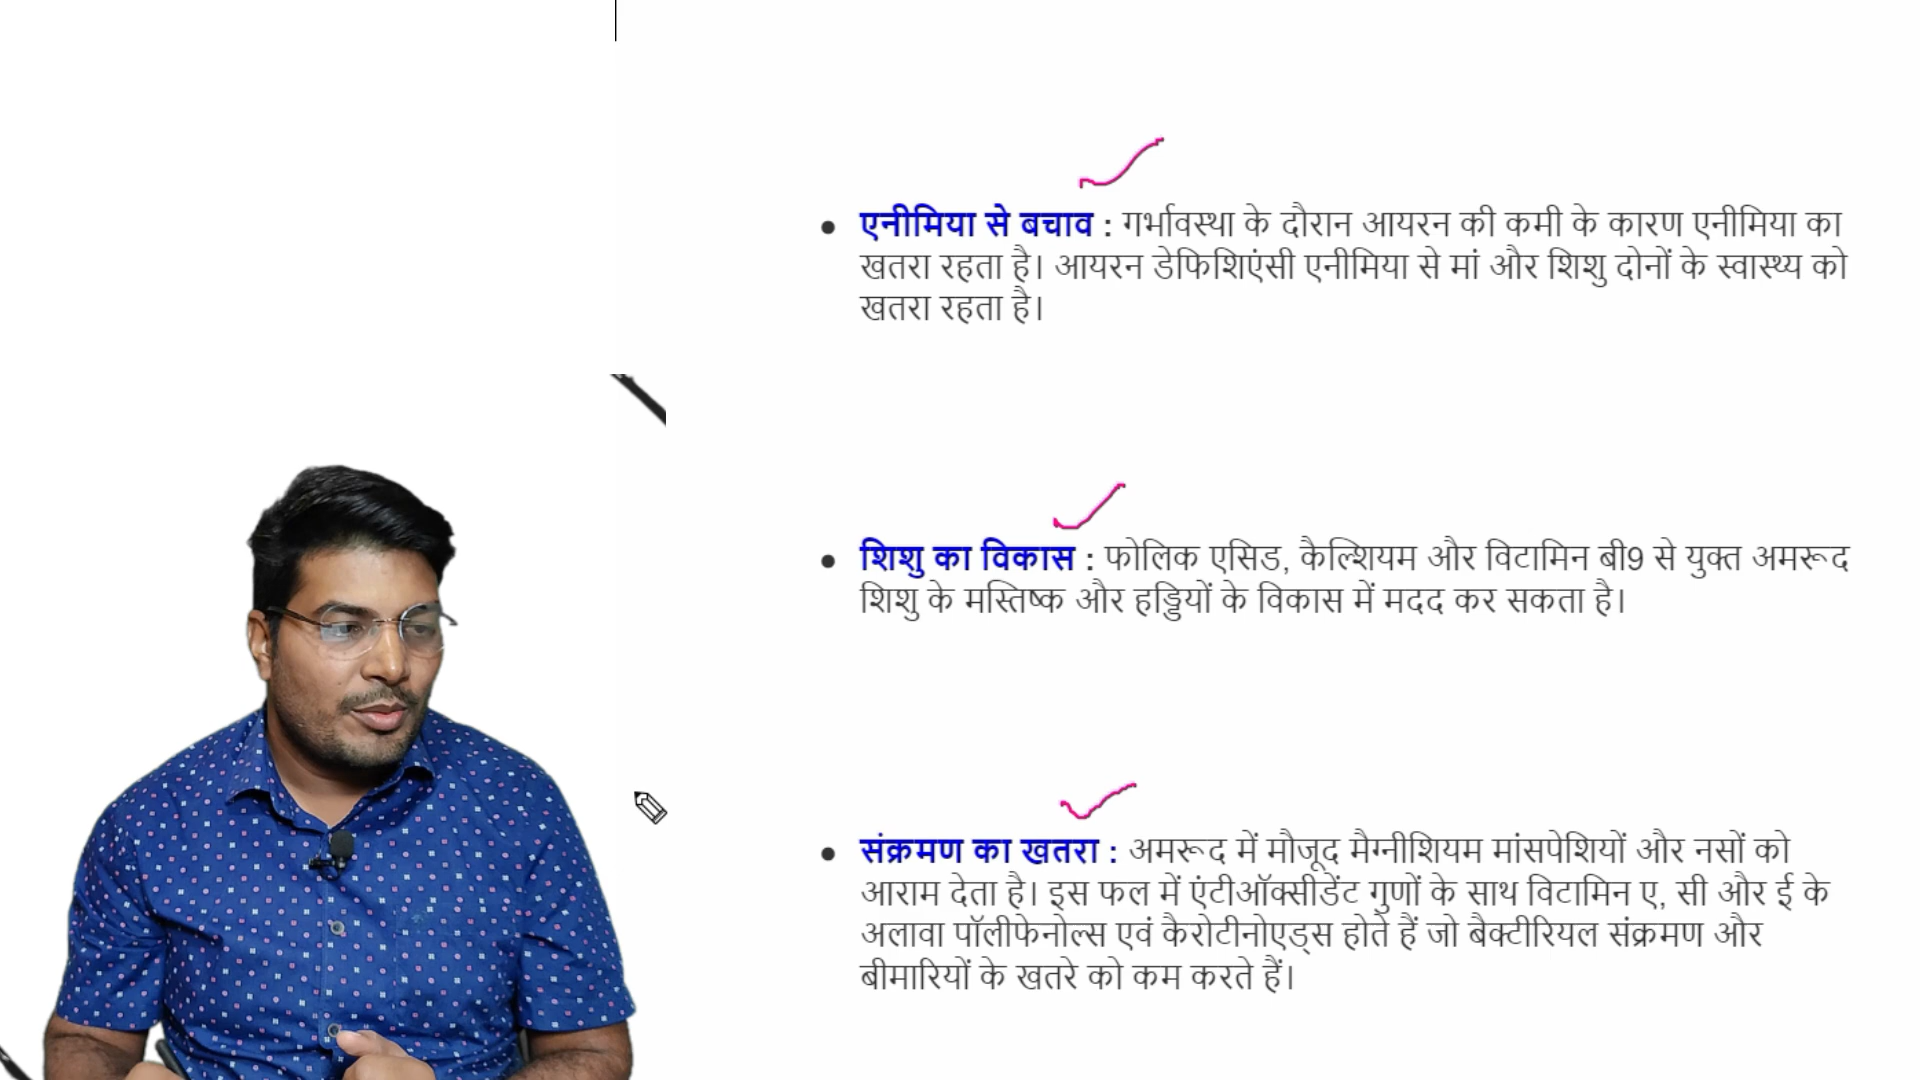 एनीमिया से बचाव : गर्भावस्था के दौरान आयरन की कमी के कारण एनीमिया का
खतरा रहता है। आयरन डेफिशिएंसी एनीमिया से मां और शिशु दोनों के स्वास्थ्य को
खतरा रहता है।
शिशु का विकास : फोलिक एसिड, कैल्शियम और विटामिन बी9 से युक्त अमरूद
शिशु के मस्तिष्क और हड्डियों के विकास में मदद कर सकता है।
संक्रमण का खतरा : अमरूद में मौजूद मैग्नीशियम मांसपेशियों और नसों को
आराम देता है। इस फल में एंटीऑक्सीडेंट गुणों के साथ विटामिन ए, सी और ई के
अलावा पॉलीफेनोल्स एवं कैरोटीनोएड्स होते हैं जो बैक्टीरियल संक्रमण और
बीमारियों के खतरे को कम करते हैं।